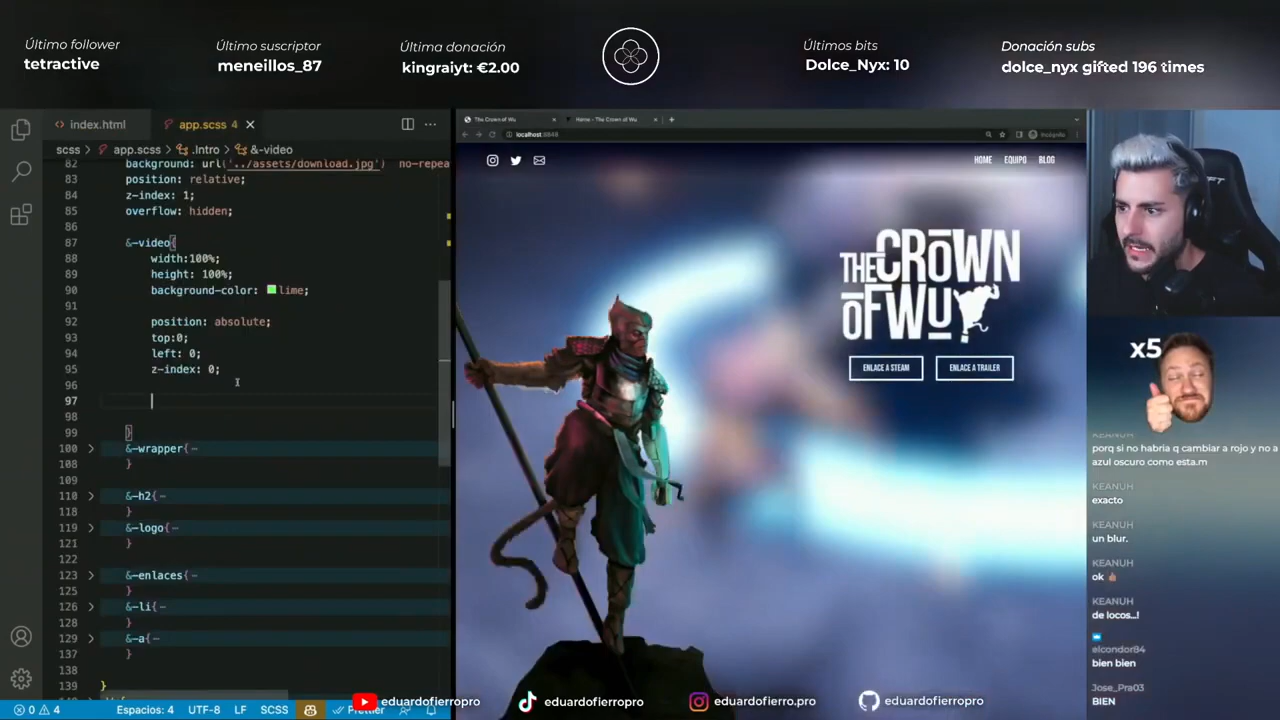 Último follower
tetractive
Último suscriptor
meneillos_87
Última donación
kingraiyt: €2.00
Últimos bits
Dolce_Nyx: 10
Donación subs
dolce_nyx gifted 196 times
index.html
app.scss 4
scss > app.scss > .Intro > &-video
82 background: url('../assets/download.jpg') no-repea
83 position: relative;
84 z-index: 1;
85 overflow: hidden;
86
87 &-video{
88 width:100%;
89 height: 100%;
90 background-color: lime;
91
92 position: absolute;
93 top:0;
94 left: 0;
95 z-index: 0;
96
97
98
99 }
100 &-wrapper{
108 }
109
110 &-h2{
118 }
119 &-logo{
121 }
122
123 &-enlaces{
125 }
126 &-li{
128 }
129 &-a{
137 }
138
139 }
0 4 Espacios: 4 UTF-8 LF SCSS Prettier
The Crown of Wu
Home - The Crown of Wu
localhost:8848
Incógnito
HOME EQUIPO BLOG
THE CROWN
OF WU
ENLACE A STEAM
ENLACE A TRAILER
x5
KEANUH
porq si no habria q cambiar a rojo y no a
azul oscuro como esta.m
KEANUH
exacto
KEANUH
un blur.
KEANUH
ok
KEANUH
de locos...!
elcondor84
bien bien
Jose_Pra03
BIEN
eduardofierropro
eduardofierropro
eduardofierro.pro
eduardofierropro